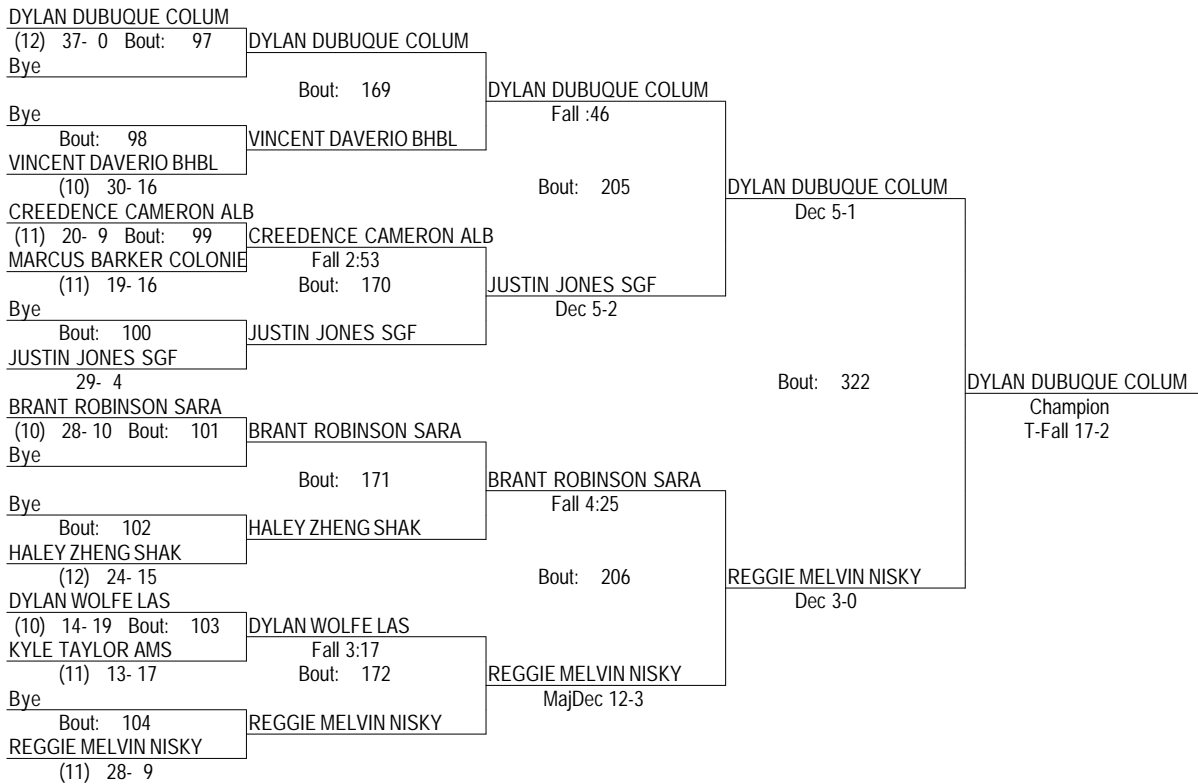 DYLAN DUBUQUE COLUM
(12) 37- 0 Bout: 97 DYLAN DUBUQUE COLUM
Bye
Bout: 169 DYLAN DUBUQUE COLUM
Bye Fall :46
Bout: 98 VINCENT DAVERIO BHBL
VINCENT DAVERIO BHBL
(10) 30- 16 Bout: 205 DYLAN DUBUQUE COLUM
CREEDENCE CAMERON ALB Dec 5-1
(11) 20- 9 Bout: 99 CREEDENCE CAMERON ALB
MARCUS BARKER COLONIE Fall 2:53
(11) 19- 16 Bout: 170 JUSTIN JONES SGF
Bye Dec 5-2
Bout: 100 JUSTIN JONES SGF
JUSTIN JONES SGF
29- 4 Bout: 322 DYLAN DUBUQUE COLUM
BRANT ROBINSON SARA Champion
(10) 28- 10 Bout: 101 BRANT ROBINSON SARA T-Fall 17-2
Bye
Bout: 171 BRANT ROBINSON SARA
Bye Fall 4:25
Bout: 102 HALEY ZHENG SHAK
HALEY ZHENG SHAK
(12) 24- 15 Bout: 206 REGGIE MELVIN NISKY
DYLAN WOLFE LAS Dec 3-0
(10) 14- 19 Bout: 103 DYLAN WOLFE LAS
KYLE TAYLOR AMS Fall 3:17
(11) 13- 17 Bout: 172 REGGIE MELVIN NISKY
Bye MajDec 12-3
Bout: 104 REGGIE MELVIN NISKY
REGGIE MELVIN NISKY
(11) 28- 9